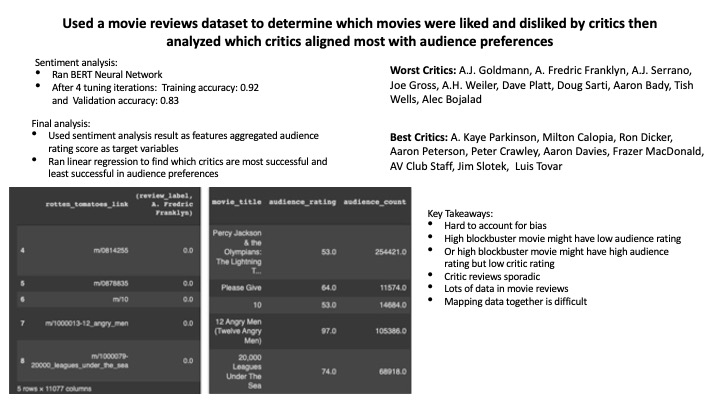 Used a movie reviews dataset to determine which movies were liked and disliked by critics then
analyzed which critics aligned most with audience preferences
Sentiment analysis:
• Ran BERT Neural Network
• After 4 tuning iterations: Training accuracy: 0.92
and Validation accuracy: 0.83
Final analysis:
• Used sentiment analysis result as features aggregated audience
rating score as target variables
• Ran linear regression to find which critics are most successful and
least successful in audience preferences
Worst Critics: A.J. Goldmann, A. Fredric Franklyn, A.J. Serrano,
Joe Gross, A.H. Weiler, Dave Platt, Doug Sarti, Aaron Bady, Tish
Wells, Alec Bojalad
Best Critics: A. Kaye Parkinson, Milton Calopia, Ron Dicker,
Aaron Peterson, Peter Crawley, Aaron Davies, Frazer MacDonald,
AV Club Staff, Jim Slotek, Luis Tovar
rotten_tomatoes_link (review_label,
A. Fredric
Franklyn)
4 m/0814255 0.0
5 m/0878835 0.0
6 m/10 0.0
7 m/1000013-12_angry_men 0.0
8 m/1000079-
20000_leagues_under_the_sea 0.0
5 rows × 11077 columns
movie_title audience_rating audience_count
Percy Jackson
& the
Olympians:
The Lightning
T... 53.0 254421.0
Please Give 64.0 11574.0
10 53.0 14684.0
12 Angry Men
(Twelve Angry
Men) 97.0 105386.0
20,000
Leagues
Under The
Sea 74.0 68918.0
Key Takeaways:
• Hard to account for bias
• High blockbuster movie might have low audience rating
• Or high blockbuster movie might have high audience
rating but low critic rating
• Critic reviews sporadic
• Lots of data in movie reviews
• Mapping data together is difficult